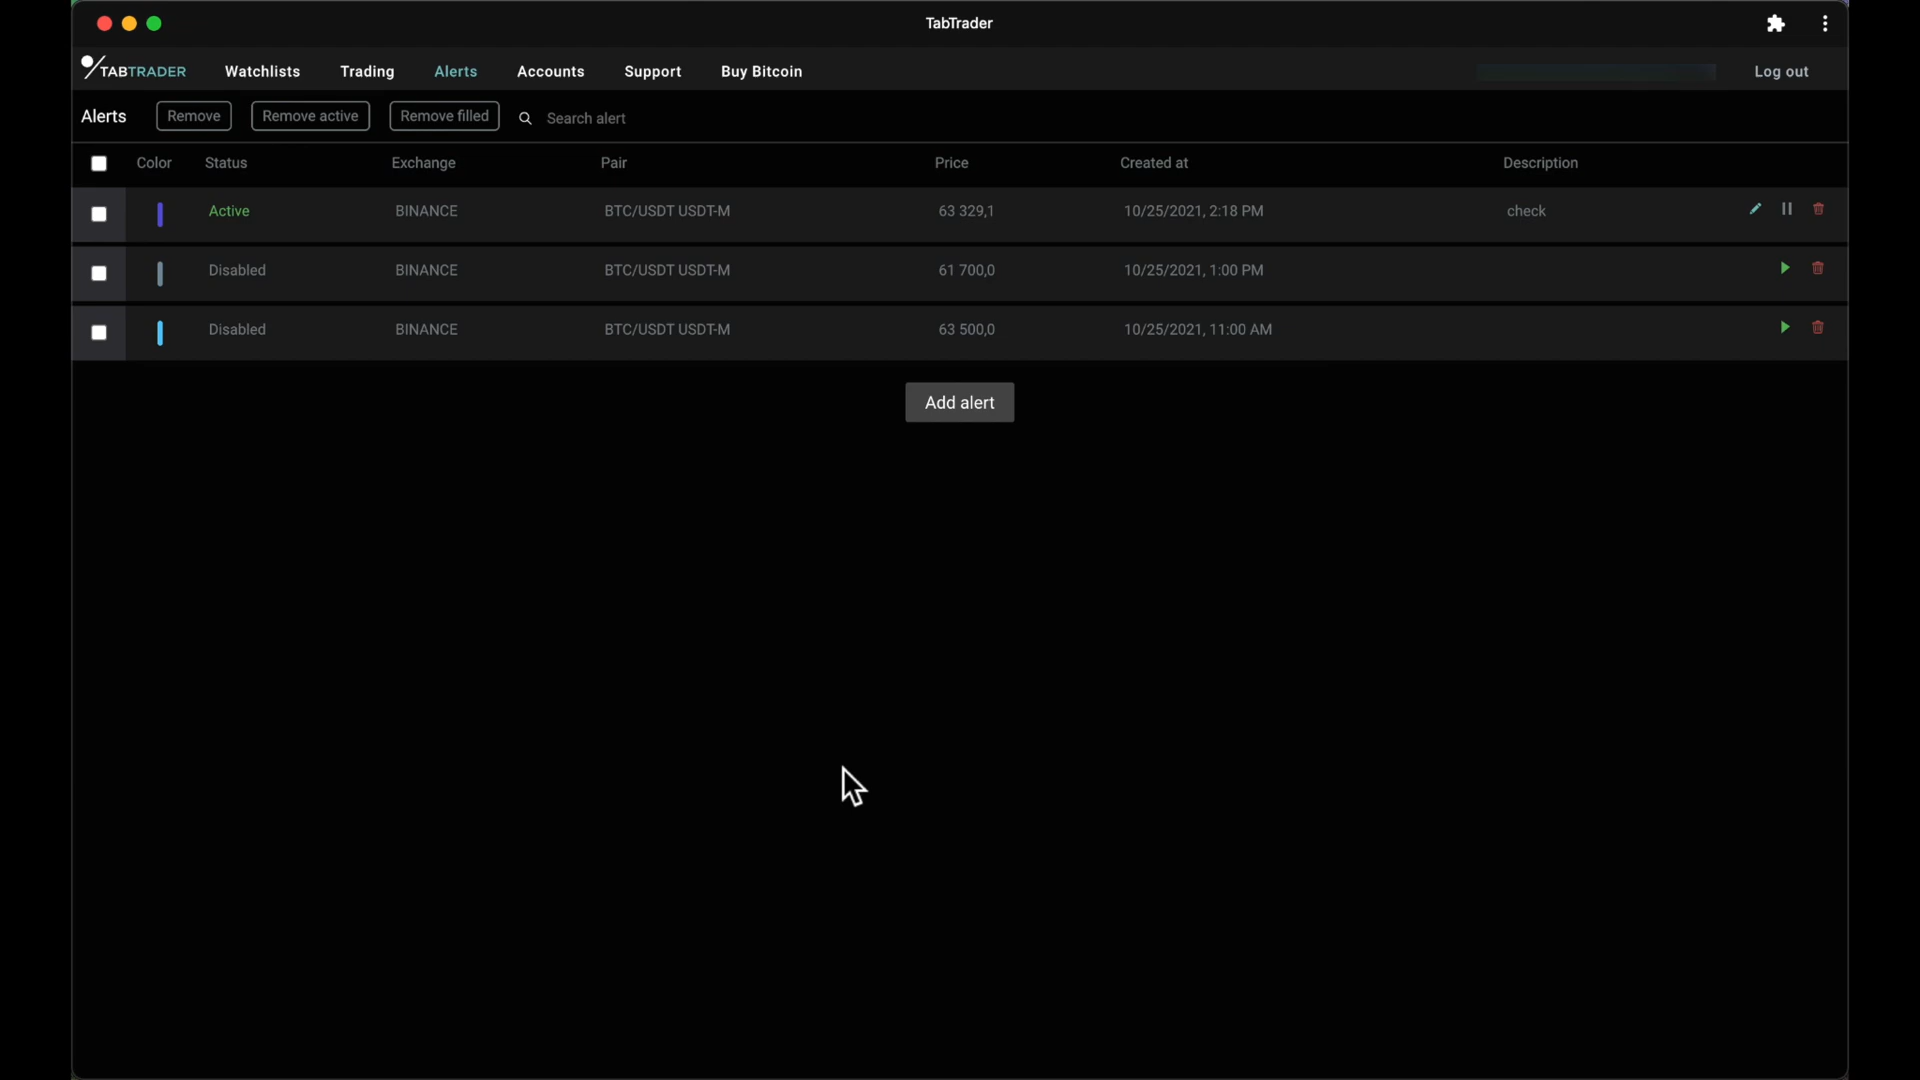 TabTrader
TABTRADER Watchlists Trading Alerts Accounts Support Buy Bitcoin Log out
Alerts Remove Remove active Remove filled Search alert
Color Status Exchange Pair Price Created at Description
Active BINANCE BTC/USDT USDT-M 63 329,1 10/25/2021, 2:18 PM check
Disabled BINANCE BTC/USDT USDT-M 61 700,0 10/25/2021, 1:00 PM
Disabled BINANCE BTC/USDT USDT-M 63 500,0 10/25/2021, 11:00 AM
Add alert